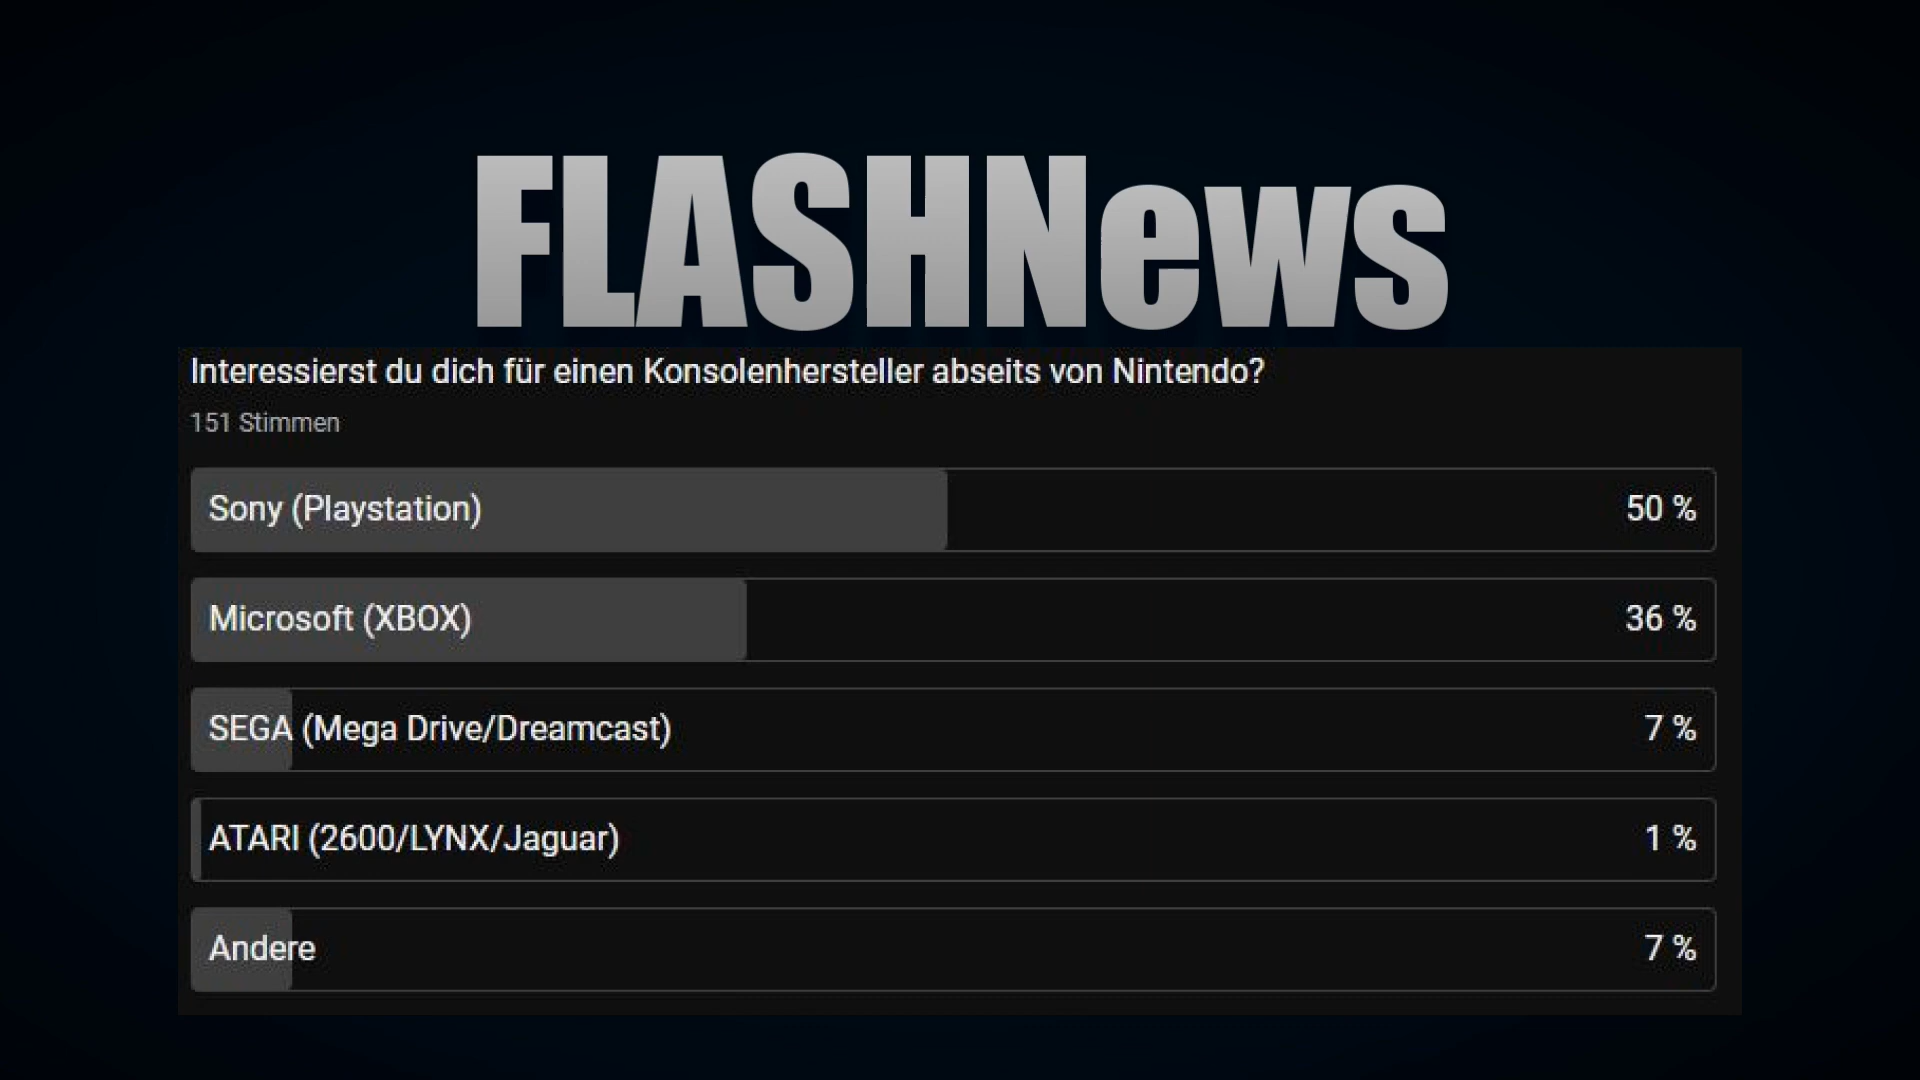 FLASHNews
Interessierst du dich für einen Konsolenhersteller abseits von Nintendo?
151 Stimmen
Sony (Playstation) 50 %
Microsoft (XBOX) 36 %
SEGA (Mega Drive/Dreamcast) 7 %
ATARI (2600/LYNX/Jaguar) 1 %
Andere 7 %